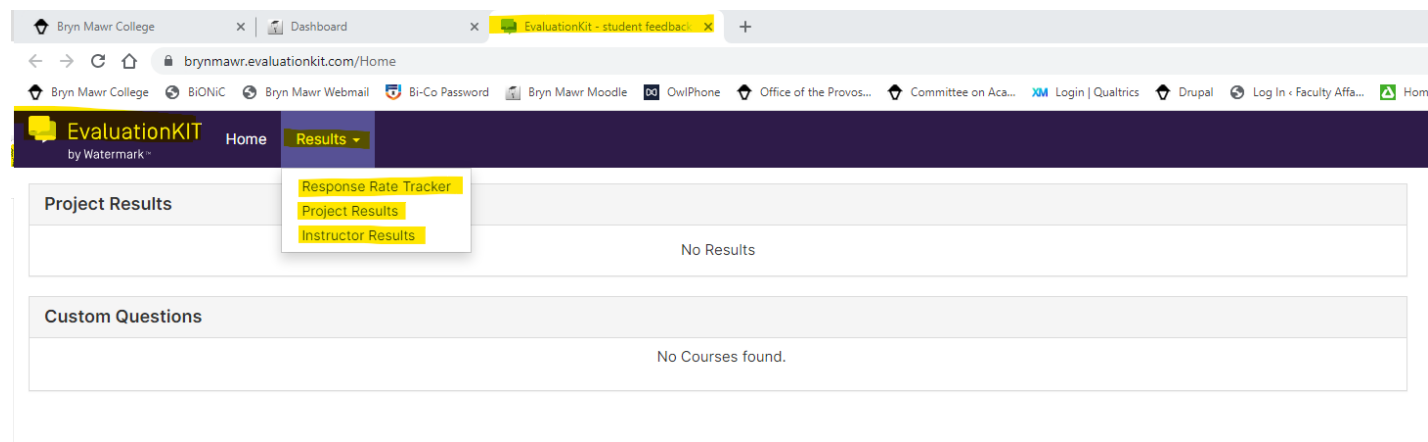 Bryn Mawr College Dashboard EvaluationKit - student feedback
brynmawr.evaluationkit.com/Home
Bryn Mawr College BiONiC Bryn Mawr Webmail Bi-Co Password Bryn Mawr Moodle OwlPhone Office of the Provos... Committee on Aca... XM Login | Qualtrics Drupal Log In ‹ Faculty Affa... Hom
EvaluationKIT Home Results
by Watermark™
Response Rate Tracker
Project Results
Project Results
Instructor Results
No Results
Custom Questions
No Courses found.